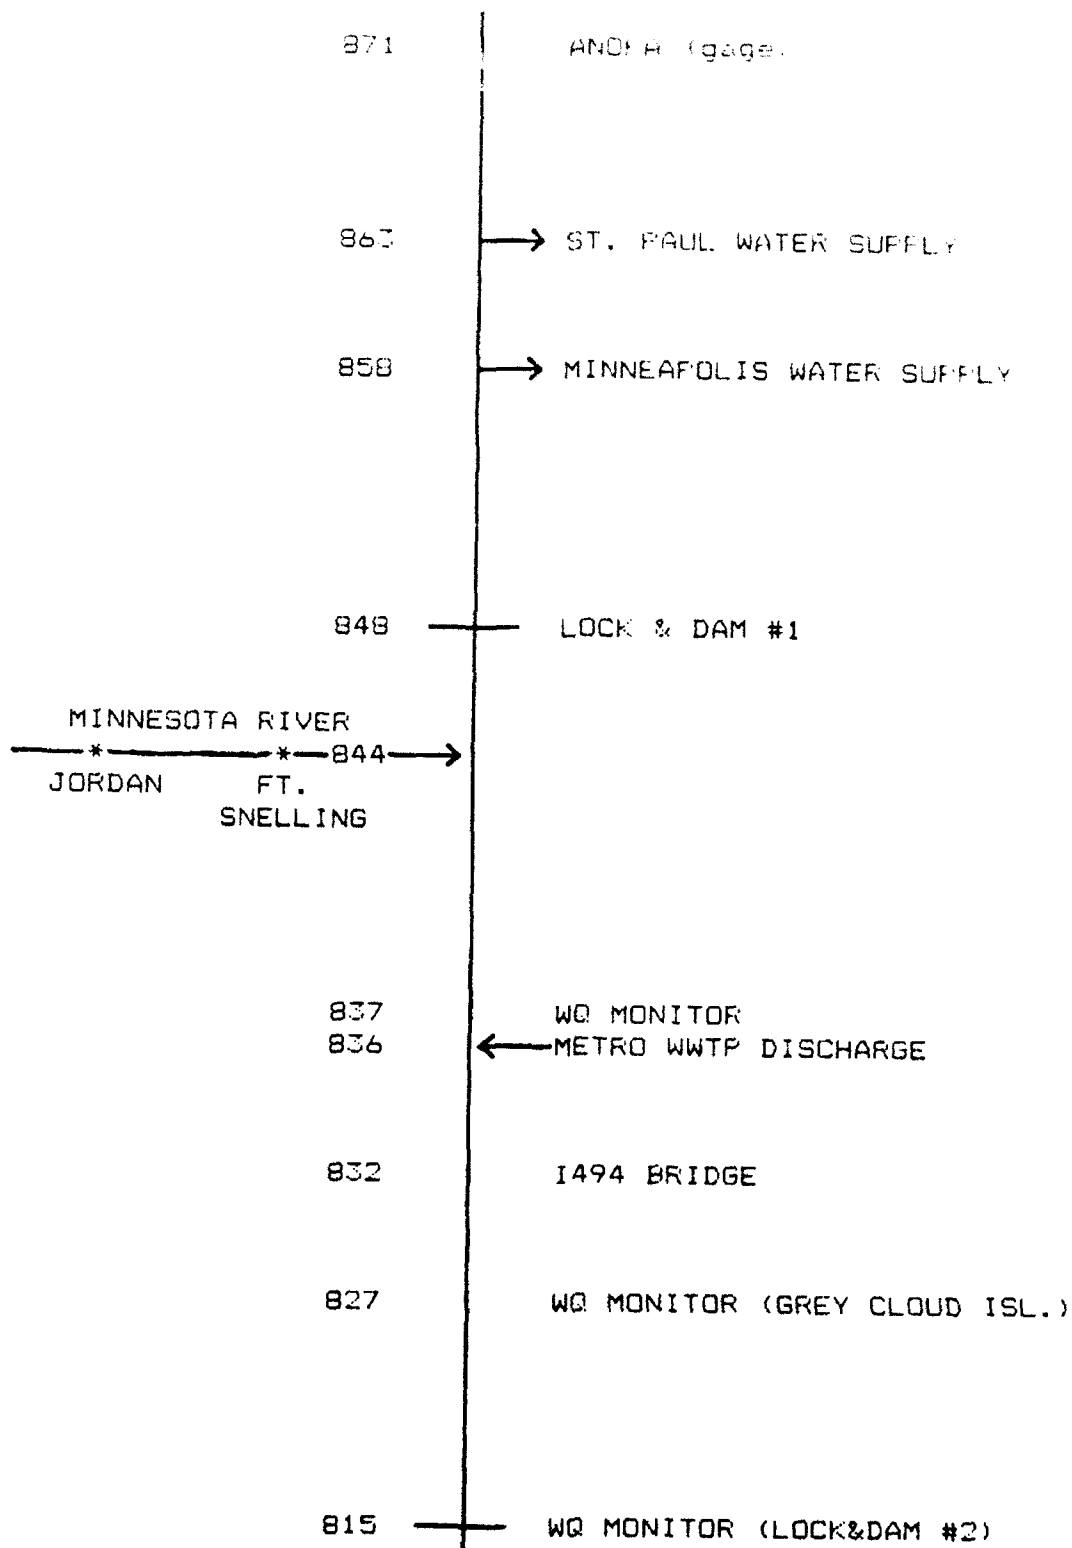 871 ANOKA (gage)
863 ST. PAUL WATER SUPPLY
858 MINNEAPOLIS WATER SUPPLY
848 LOCK & DAM #1
MINNESOTA RIVER
* * 844
JORDAN FT.
SNELLING
837 WQ MONITOR
836 METRO WWTP DISCHARGE
832 I494 BRIDGE
827 WQ MONITOR (GREY CLOUD ISL.)
815 WQ MONITOR (LOCK&DAM #2)